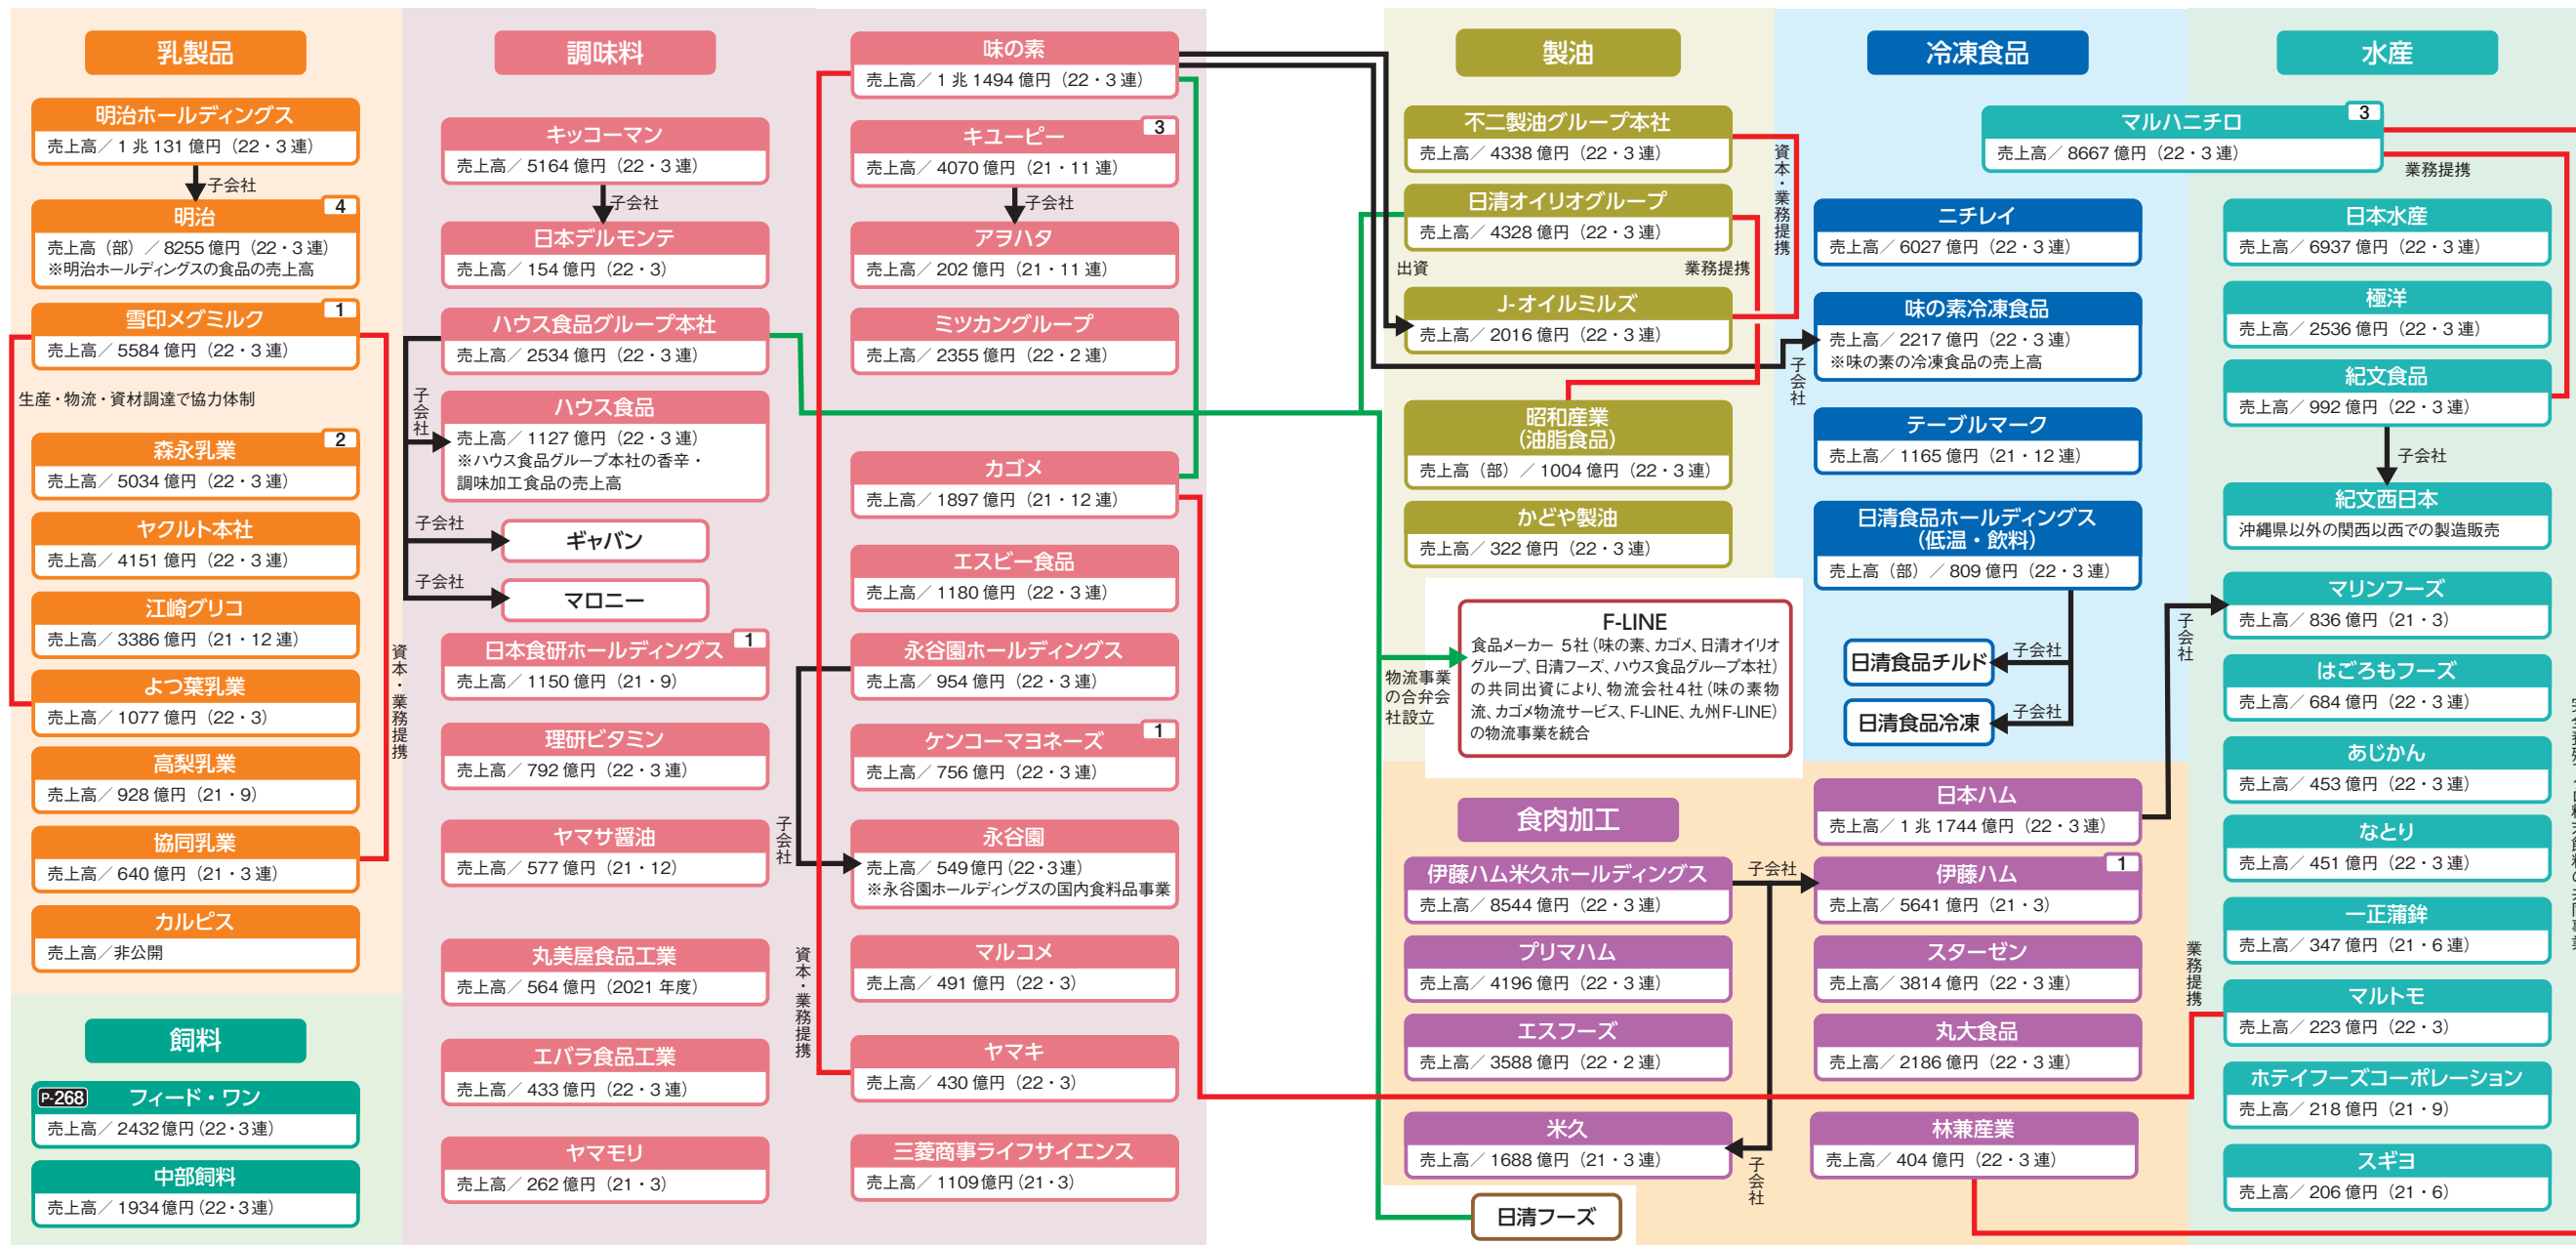 乳製品
明治ホールディングス
売上高／1兆131億円（22・3連）
子会社
明治
4
売上高（部）／8255億円（22・3連）
※明治ホールディングスの食品の売上高
雪印メグミルク
1
売上高／5584億円（22・3連）
生産・物流・資材調達で協力体制
森永乳業
2
売上高／5034億円（22・3連）
ヤクルト本社
売上高／4151億円（22・3連）
江崎グリコ
売上高／3386億円（21・12連）
よつ葉乳業
売上高／1077億円（22・3）
高梨乳業
売上高／928億円（21・9）
協同乳業
売上高／640億円（21・3連）
カルピス
売上高／非公開
資本・業務提携
飼料
P-268
フィード・ワン
売上高／2432億円（22・3連）
中部飼料
売上高／1934億円（22・3連）
調味料
キッコーマン
売上高／5164億円（22・3連）
子会社
日本デルモンテ
売上高／154億円（22・3）
ハウス食品グループ本社
売上高／2534億円（22・3連）
子会社
ハウス食品
売上高／1127億円（22・3連）
※ハウス食品グループ本社の香辛・
調味加工食品の売上高
子会社
ギャバン
子会社
マロニー
日本食研ホールディングス
1
売上高／1150億円（21・9）
理研ビタミン
売上高／792億円（22・3連）
ヤマサ醤油
売上高／577億円（21・12）
丸美屋食品工業
売上高／564億円（2021年度）
エバラ食品工業
売上高／433億円（22・3連）
ヤマモリ
売上高／262億円（21・3）
味の素
売上高／1兆1494億円（22・3連）
キユーピー
3
売上高／4070億円（21・11連）
子会社
アヲハタ
売上高／202億円（21・11連）
ミツカングループ
売上高／2355億円（22・2連）
カゴメ
売上高／1897億円（21・12連）
エスビー食品
売上高／1180億円（22・3連）
永谷園ホールディングス
売上高／954億円（22・3連）
ケンコーマヨネーズ
1
売上高／756億円（22・3連）
子会社
永谷園
売上高／549億円（22・3連）
※永谷園ホールディングスの国内食料品事業
マルコメ
売上高／491億円（22・3）
資本・業務提携
ヤマキ
売上高／430億円（22・3）
三菱商事ライフサイエンス
売上高／1109億円（21・3）
製油
不二製油グループ本社
売上高／4338億円（22・3連）
資本・業務提携
日清オイリオグループ
売上高／4328億円（22・3連）
出資
業務提携
J-オイルミルズ
売上高／2016億円（22・3連）
昭和産業
（油脂食品）
売上高（部）／1004億円（22・3連）
かどや製油
売上高／322億円（22・3連）
F-LINE
食品メーカー 5社（味の素、カゴメ、日清オイリオ
グループ、日清フーズ、ハウス食品グループ本社）
の共同出資により、物流会社4社（味の素物
流、カゴメ物流サービス、F-LINE、九州F-LINE）
の物流事業を統合
物流事業
の合弁会
社設立
冷凍食品
ニチレイ
売上高／6027億円（22・3連）
味の素冷凍食品
売上高／2217億円（22・3連）
※味の素の冷凍食品の売上高
子会社
テーブルマーク
売上高／1165億円（21・12連）
日清食品ホールディングス
（低温・飲料）
売上高（部）／809億円（22・3連）
日清食品チルド
子会社
日清食品冷凍
子会社
食肉加工
日本ハム
売上高／1兆1744億円（22・3連）
子会社
伊藤ハム米久ホールディングス
売上高／8544億円（22・3連）
子会社
伊藤ハム
1
売上高／5641億円（21・3）
プリマハム
売上高／4196億円（22・3連）
スターゼン
売上高／3814億円（22・3連）
エスフーズ
売上高／3588億円（22・2連）
丸大食品
売上高／2186億円（22・3連）
米久
売上高／1688億円（21・3連）
子会社
林兼産業
売上高／404億円（22・3連）
日清フーズ
水産
マルハニチロ
3
売上高／8667億円（22・3連）
業務提携
日本水産
売上高／6937億円（22・3連）
極洋
売上高／2536億円（22・3連）
紀文食品
売上高／992億円（22・3連）
子会社
紀文西日本
沖縄県以外の関西以西での製造販売
マリンフーズ
売上高／836億円（21・3）
はごろもフーズ
売上高／684億円（22・3連）
あじかん
売上高／453億円（22・3連）
なとり
売上高／451億円（22・3連）
一正蒲鉾
売上高／347億円（21・6連）
業務提携
マルトモ
売上高／223億円（22・3）
ホテイフーズコーポレーション
売上高／218億円（21・9）
スギヨ
売上高／206億円（21・6）